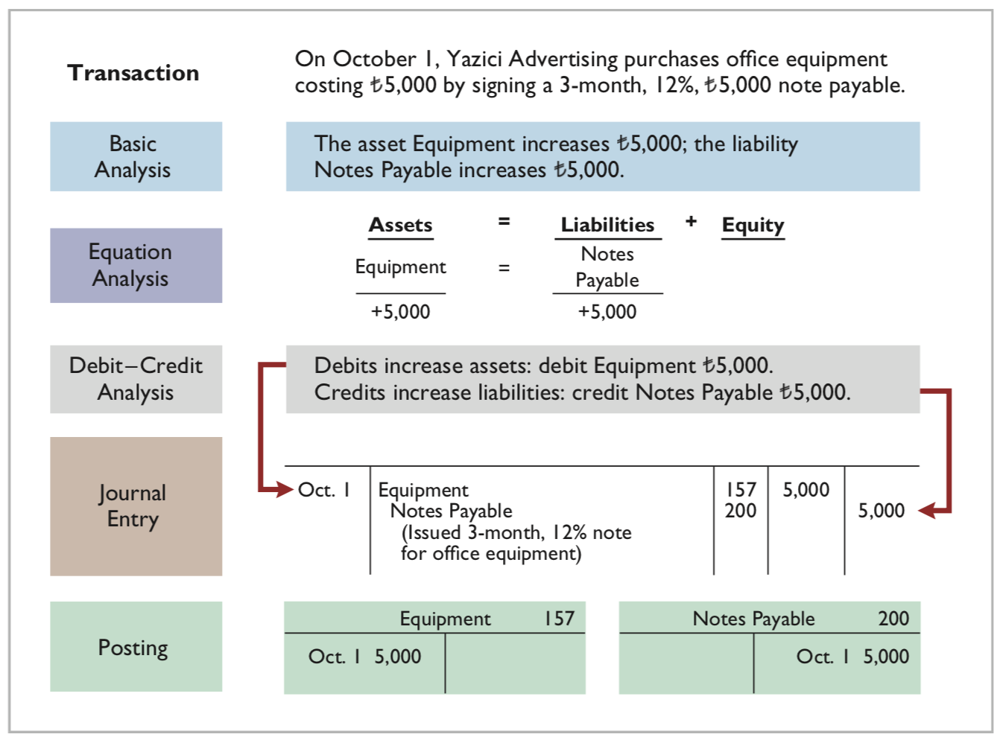 Transaction
On October 1, Yazici Advertising purchases office equipment
costing ₺5,000 by signing a 3-month, 12%, ₺5,000 note payable.
Basic
Analysis
The asset Equipment increases ₺5,000; the liability
Notes Payable increases ₺5,000.
Equation
Analysis
Assets = Liabilities + Equity
Equipment = Notes
Payable
+5,000 +5,000
Debit–Credit
Analysis
Debits increase assets: debit Equipment ₺5,000.
Credits increase liabilities: credit Notes Payable ₺5,000.
Journal
Entry
Oct. 1 Equipment 157 5,000
Notes Payable 200 5,000
(Issued 3-month, 12% note
for office equipment)
Posting
Equipment 157
Oct. 1 5,000
Notes Payable 200
Oct. 1 5,000